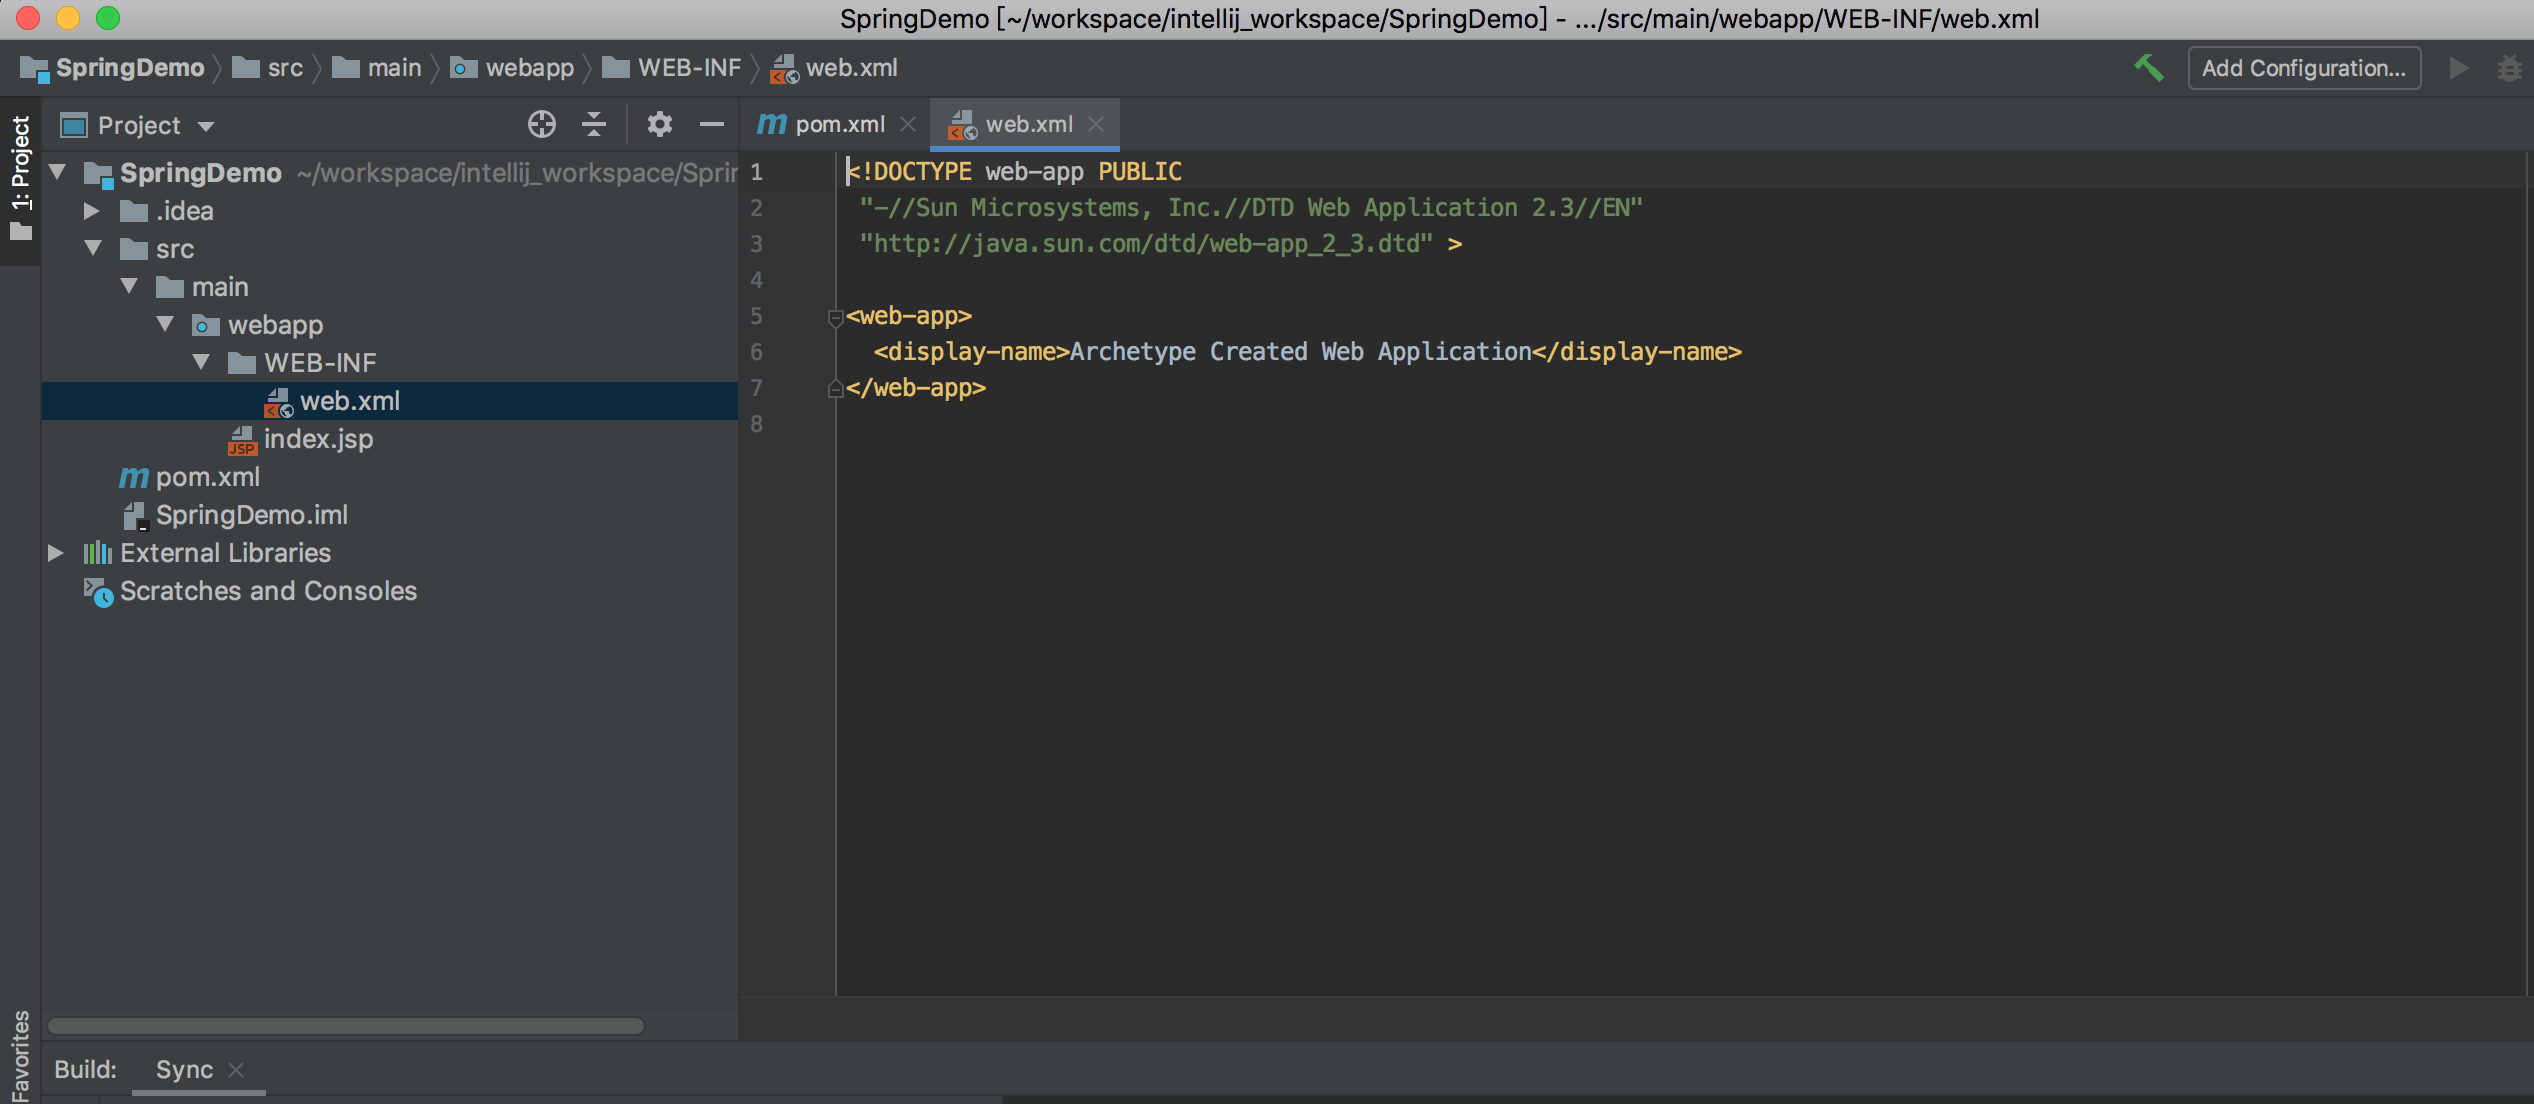 SpringDemo [~/workspace/intellij_workspace/SpringDemo] - .../src/main/webapp/WEB-INF/web.xml
SpringDemo src main webapp WEB-INF web.xml
Add Configuration...
1: Project
Project
SpringDemo ~/workspace/intellij_workspace/Sprin
.idea
src
main
webapp
WEB-INF
web.xml
JSP index.jsp
m pom.xml
SpringDemo.iml
External Libraries
Scratches and Consoles
m pom.xml web.xml
1 <!DOCTYPE web-app PUBLIC
2 "-//Sun Microsystems, Inc.//DTD Web Application 2.3//EN"
3 "http://java.sun.com/dtd/web-app_2_3.dtd" >
4
5 <web-app>
6 <display-name>Archetype Created Web Application</display-name>
7 </web-app>
8
Favorites
Build: Sync